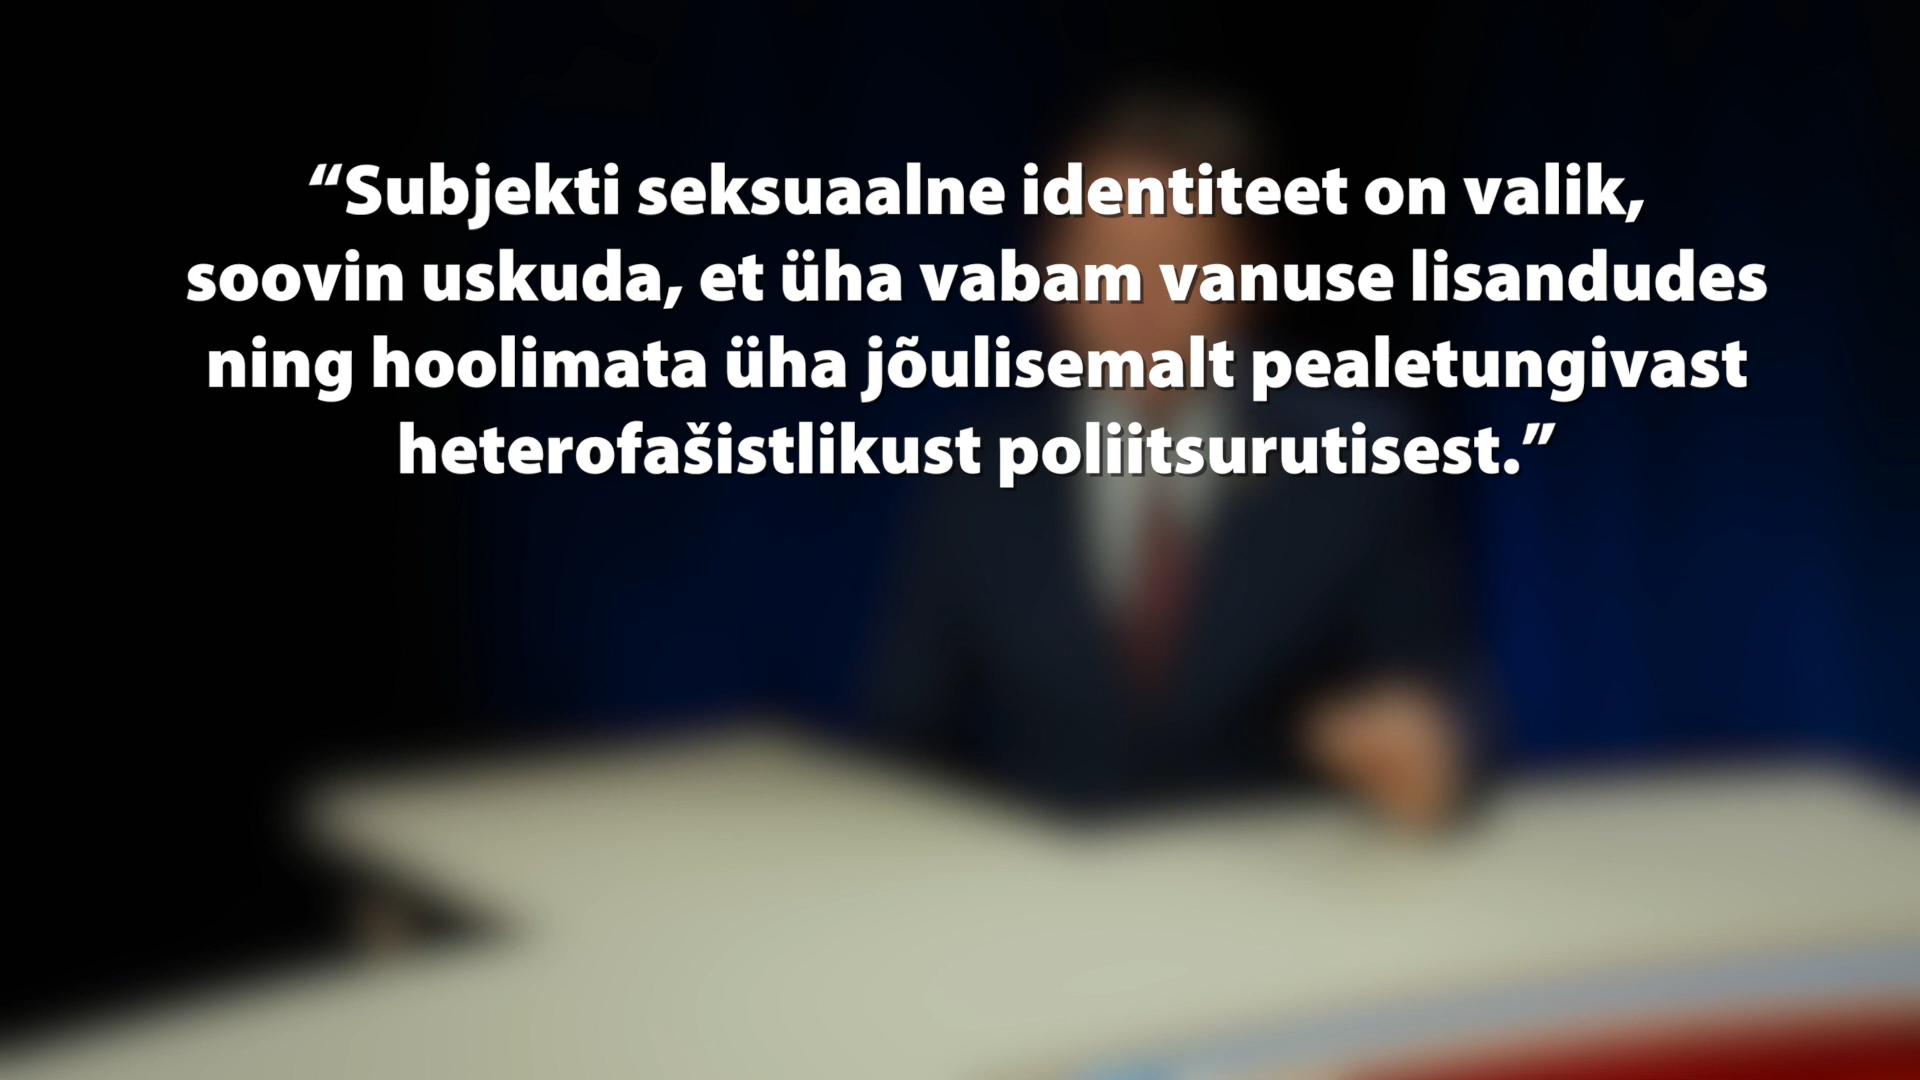 “Subjekti seksuaalne identiteet on valik,
soovin uskuda, et üha vabam vanuse lisandudes
ning hoolimata üha jõulisemalt pealetungivast
heterofašistlikust poliitsurutisest.”